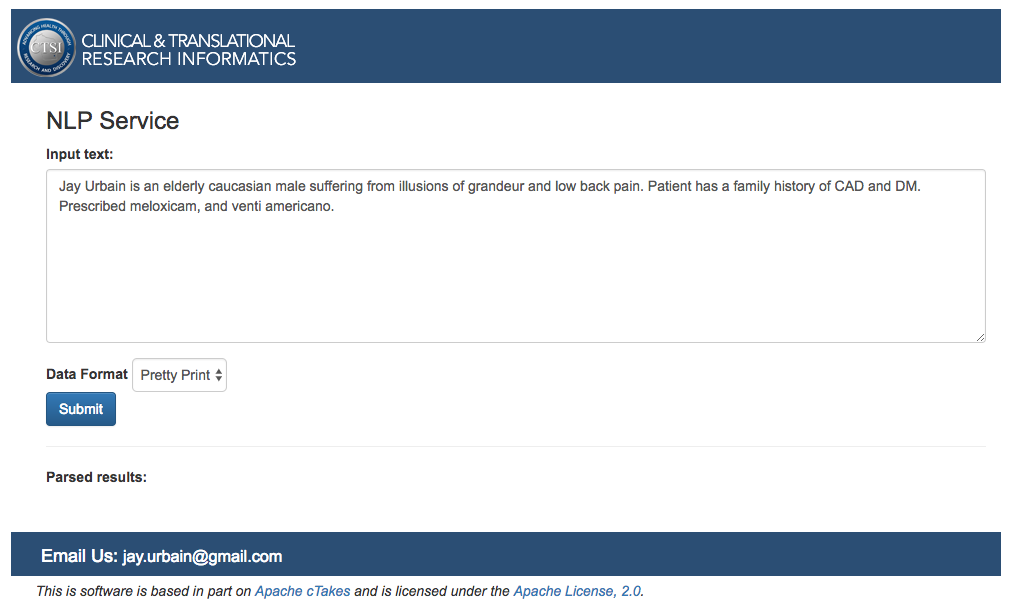 ADVANCING HEALTH THROUGH
CTSI
RESEARCH AND DISCOVERY
CLINICAL & TRANSLATIONAL
RESEARCH INFORMATICS
NLP Service
Input text:
Jay Urbain is an elderly caucasian male suffering from illusions of grandeur and low back pain. Patient has a family history of CAD and DM.
Prescribed meloxicam, and venti americano.
Data Format Pretty Print
Submit
Parsed results:
Email Us: jay.urbain@gmail.com
This is software is based in part on Apache cTakes and is licensed under the Apache License, 2.0.